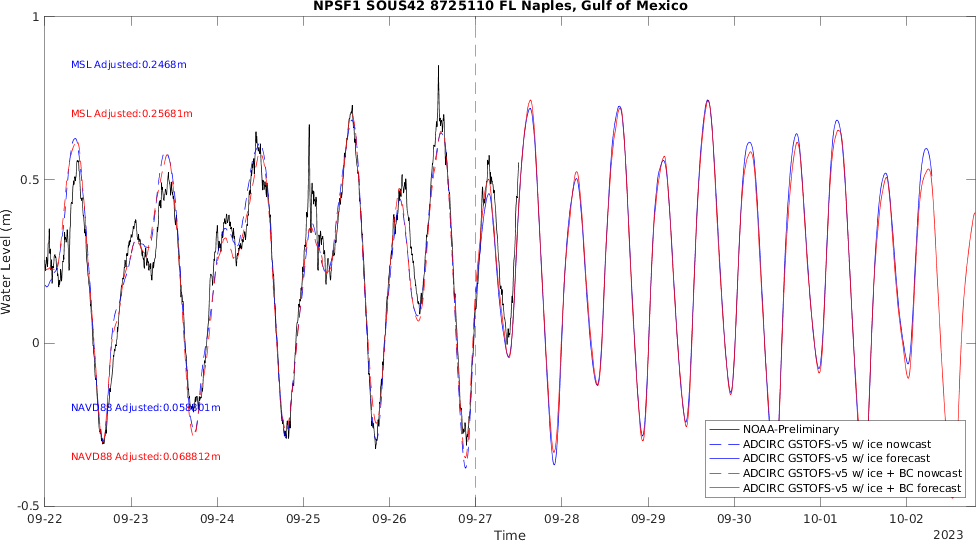 NPSF1 SOUS42 8725110 FL Naples, Gulf of Mexico
1
MSL Adjusted:0.2468m
MSL Adjusted:0.25681m
0.5
Water Level (m)
0
NAVD88 Adjusted:0.058801m
NAVD88 Adjusted:0.068812m
NOAA-Preliminary
ADCIRC GSTOFS-v5 w/ ice nowcast
ADCIRC GSTOFS-v5 w/ ice forecast
ADCIRC GSTOFS-v5 w/ ice + BC nowcast
ADCIRC GSTOFS-v5 w/ ice + BC forecast
-0.5
09-22 09-23 09-24 09-25 09-26 09-27 09-28 09-29 09-30 10-01 10-02
Time
2023